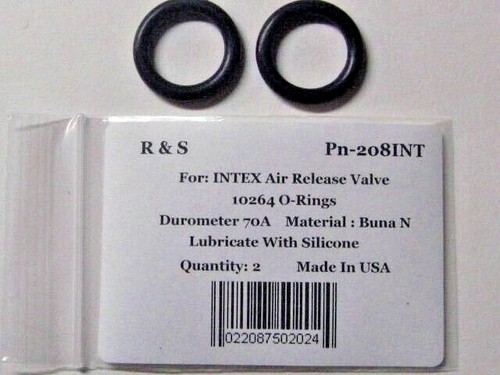 R & S Pn-208INT
For: INTEX Air Release Valve
10264 O-Rings
Durometer 70A Material : Buna N
Lubricate With Silicone
Quantity: 2 Made In USA
022087502024